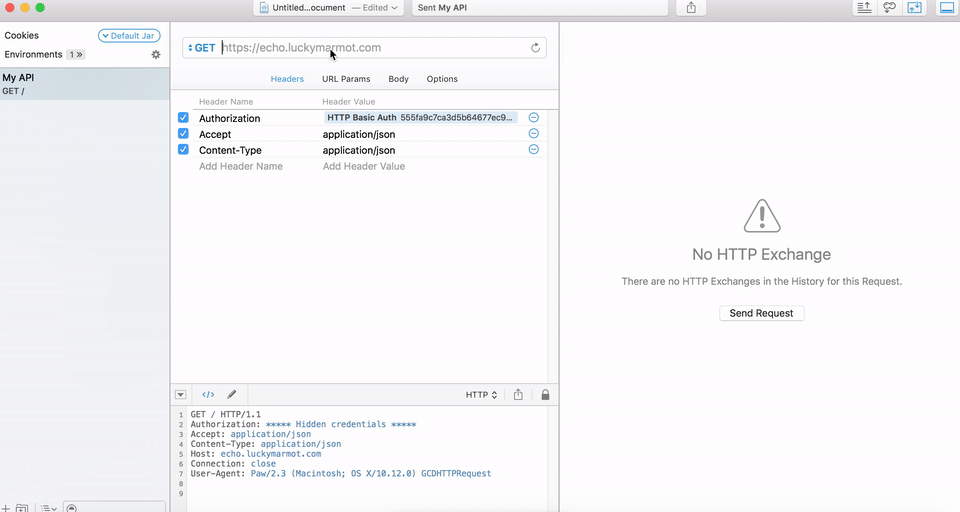 Untitled...ocument — Edited
Sent My API
Cookies
Default Jar
Environments 1 »
My API
GET /
GET https://echo.luckymarmot.com
Headers URL Params Body Options
Header Name Header Value
Authorization HTTP Basic Auth 555fa9c7ca3d5b64677ec9...
Accept application/json
Content-Type application/json
Add Header Name Add Header Value
HTTP
1 GET / HTTP/1.1
2 Authorization: ***** Hidden credentials *****
3 Accept: application/json
4 Content-Type: application/json
5 Host: echo.luckymarmot.com
6 Connection: close
7 User-Agent: Paw/2.3 (Macintosh; OS X/10.12.0) GCDHTTPRequest
8
9
No HTTP Exchange
There are no HTTP Exchanges in the History for this Request.
Send Request